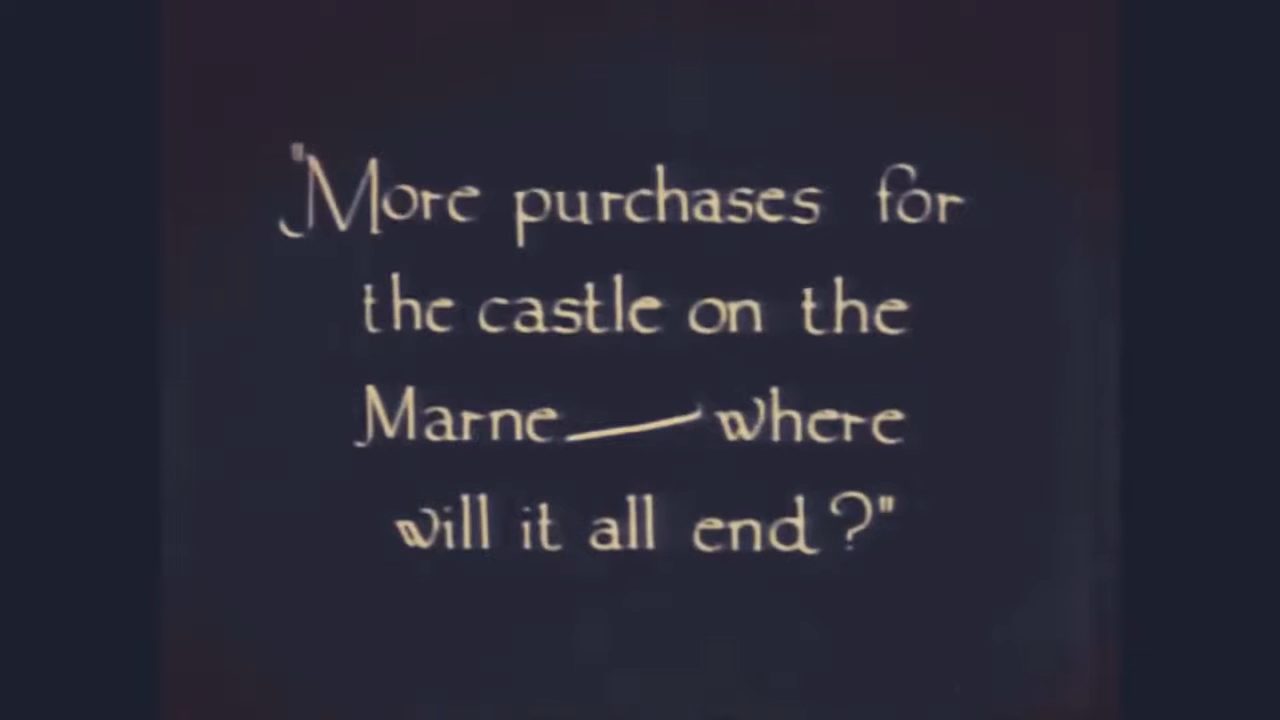 "More purchases for
the castle on the
Marne—where
will it all end?"